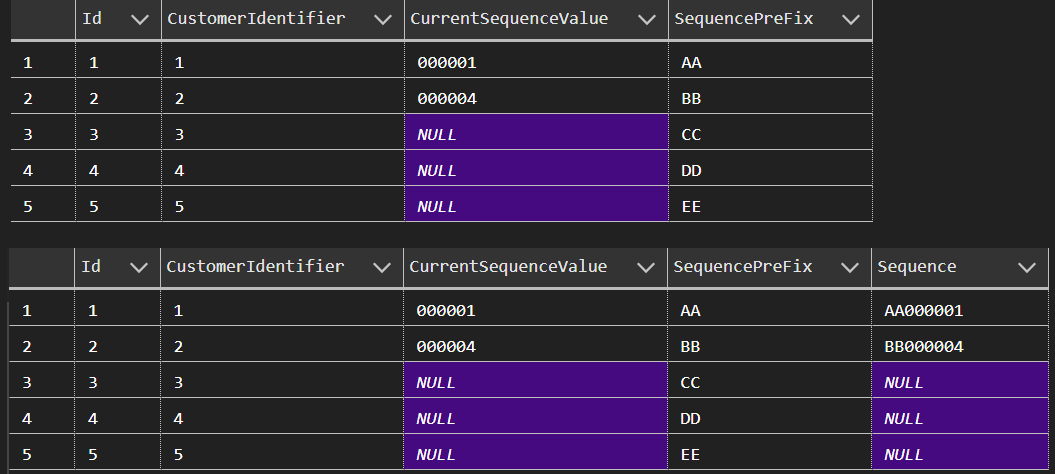 Id CustomerIdentifier CurrentSequenceValue SequencePreFix
1 1 1 000001 AA
2 2 2 000004 BB
3 3 3 NULL CC
4 4 4 NULL DD
5 5 5 NULL EE
Id CustomerIdentifier CurrentSequenceValue SequencePreFix Sequence
1 1 1 000001 AA AA000001
2 2 2 000004 BB BB000004
3 3 3 NULL CC NULL
4 4 4 NULL DD NULL
5 5 5 NULL EE NULL